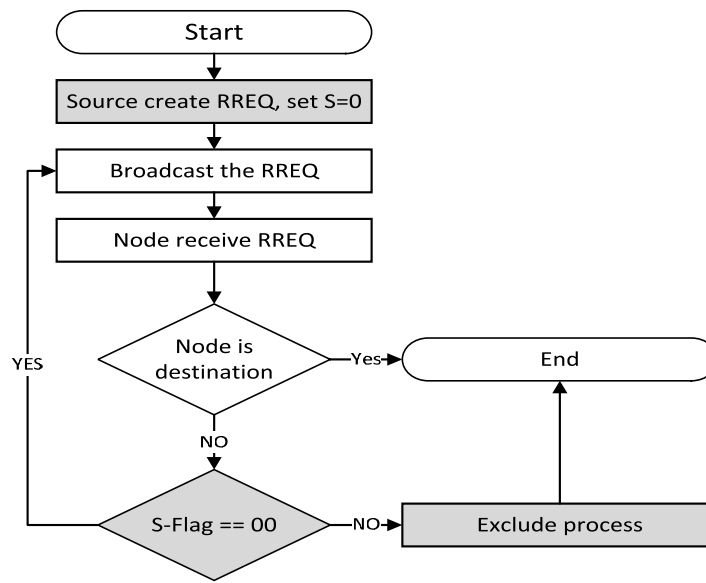 Start
Source create RREQ, set S=0
Broadcast the RREQ
Node receive RREQ
Node is
destination
Yes
End
YES
NO
S-Flag == 00
NO
Exclude process